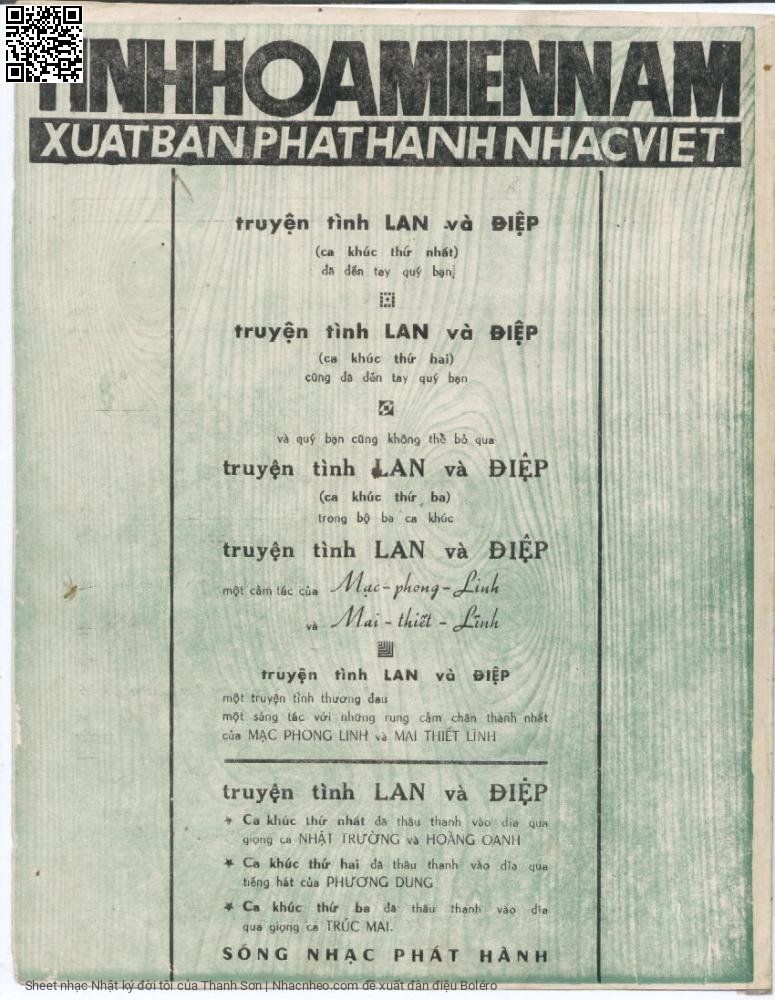 TINHHOAMIENNAM
XUATBAN PHATHANH NHACVIET
truyện tình LAN và ĐIỆP
(ca khúc thứ nhất)
đã đến tay quý bạn
truyện tình LAN và ĐIỆP
(ca khúc thứ hai)
cũng đã đến tay quý bạn
và quý bạn cũng không thể bỏ qua
truyện tình LAN và ĐIỆP
(ca khúc thứ ba)
trong bộ ba ca khúc
truyện tình LAN và ĐIỆP
một cảm tác của Mạc-phong-Linh
và Mai-thiết-Lĩnh
truyện tình LAN và ĐIỆP
một truyện tình thương đau
một sáng tác với những rung cảm chân thành nhất
của MẠC PHONG LINH và MAI THIẾT LĨNH
truyện tình LAN và ĐIỆP
* Ca khúc thứ nhất đã thâu thanh vào dĩa qua
giọng ca NHẬT TRƯỜNG và HOÀNG OANH
* Ca khúc thứ hai đã thâu thanh vào dĩa qua
tiếng hát của PHƯƠNG DUNG
* Ca khúc thứ ba đã thâu thanh vào dĩa
qua giọng ca TRÚC MAI.
SÓNG NHẠC PHÁT HÀNH
Sheet nhạc Nhật ký đời tôi của Thanh Sơn | Nhacnheo.com đề xuất đàn điệu Boléro